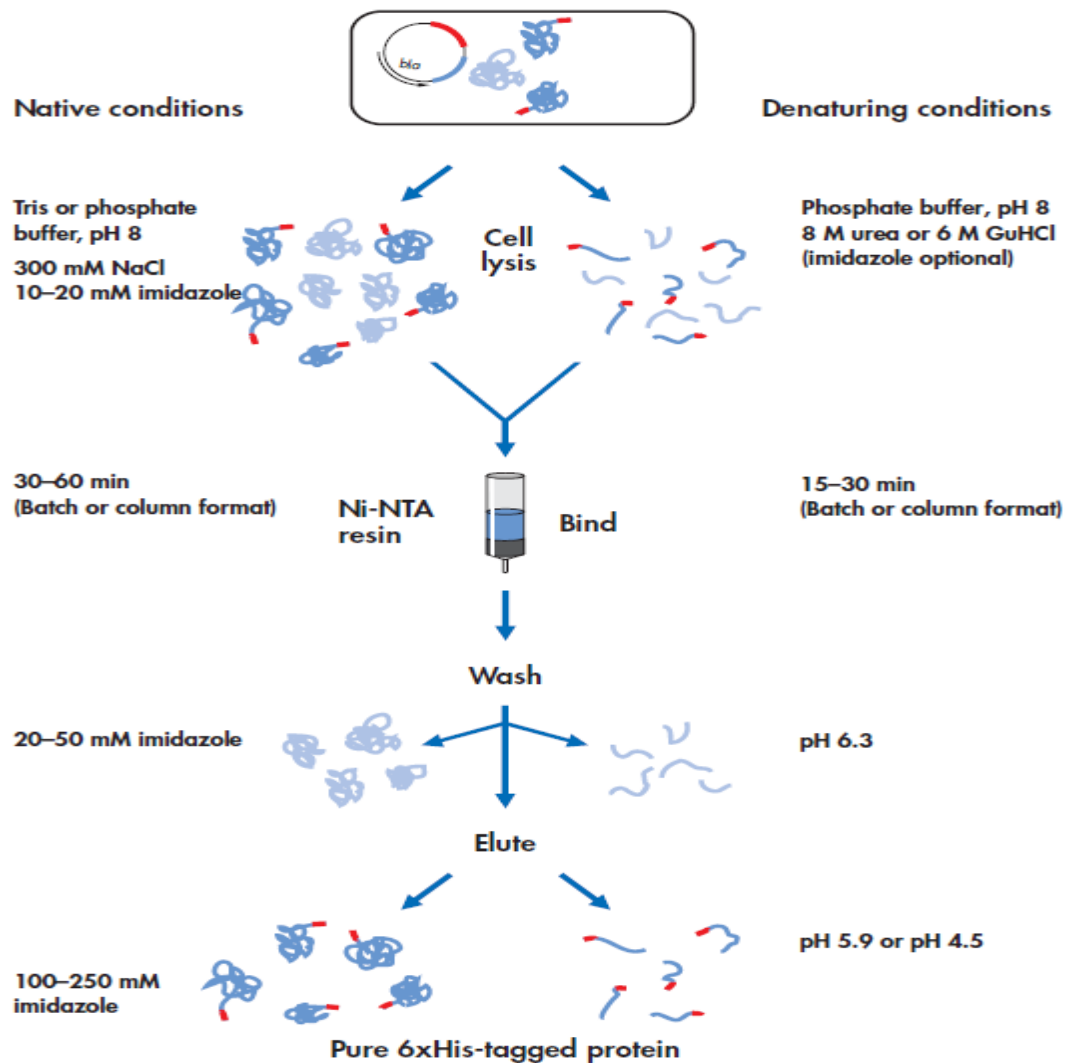 bla
Native conditions
Denaturing conditions
Tris or phosphate
buffer, pH 8
300 mM NaCl
10–20 mM imidazole
Cell
lysis
Phosphate buffer, pH 8
8 M urea or 6 M GuHCl
(imidazole optional)
30–60 min
(Batch or column format)
Ni-NTA
resin
Bind
15–30 min
(Batch or column format)
Wash
20–50 mM imidazole
pH 6.3
Elute
100–250 mM
imidazole
pH 5.9 or pH 4.5
Pure 6xHis-tagged protein